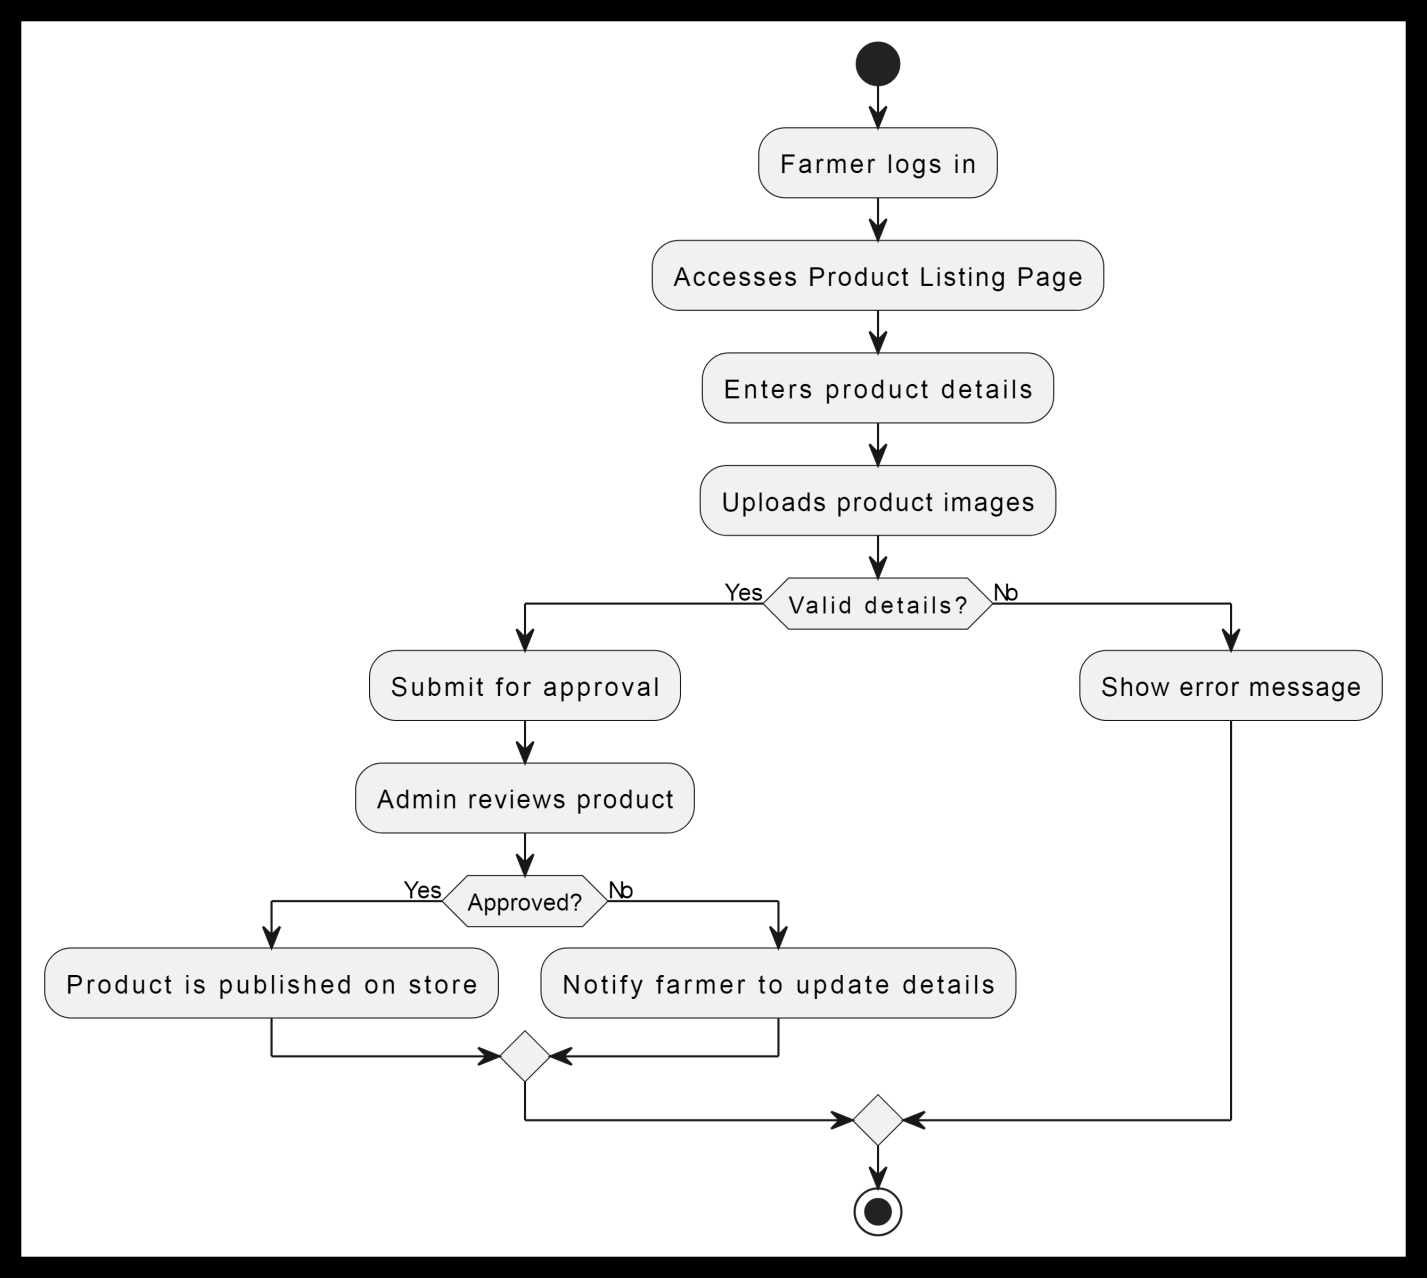 Farmer logs in
Accesses Product Listing Page
Enters product details
Uploads product images
Valid details?
Yes
No
Submit for approval
Show error message
Admin reviews product
Approved?
Yes
No
Product is published on store
Notify farmer to update details